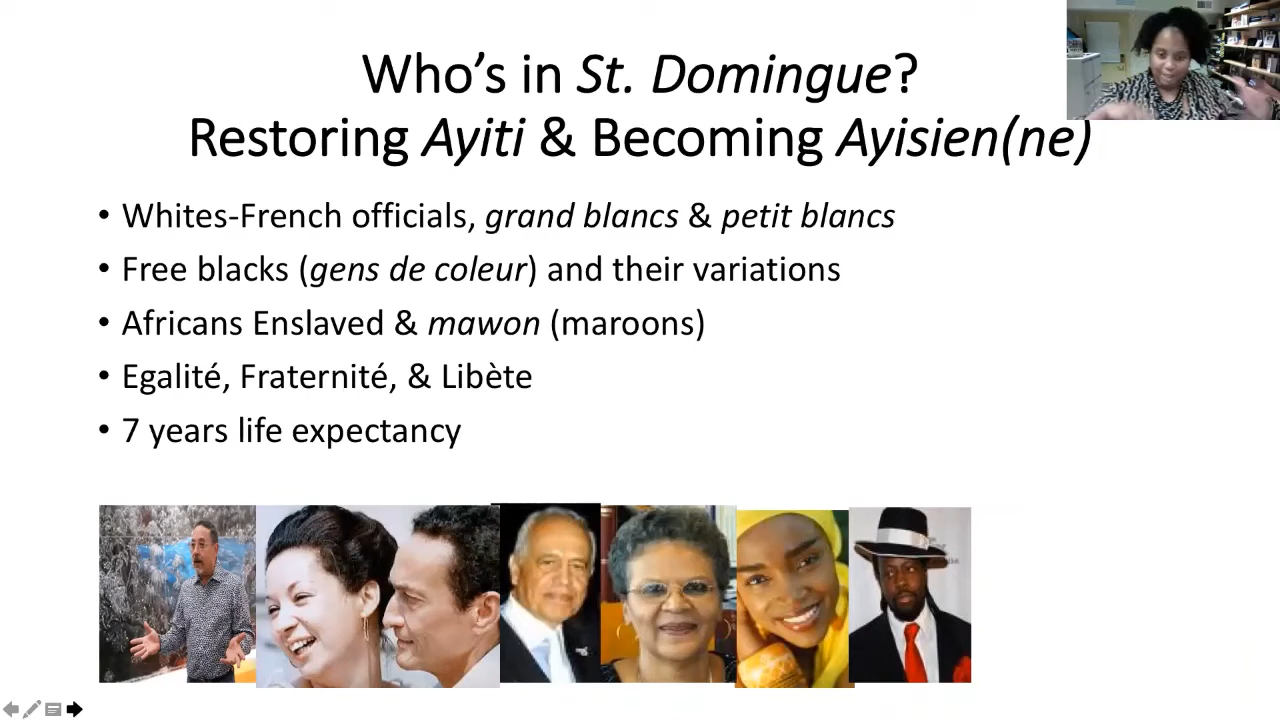 Who's in St. Domingue?
Restoring Ayiti & Becoming Ayisien(ne)
• Whites-French officials, grand blancs & petit blancs
• Free blacks (gens de coleur) and their variations
• Africans Enslaved & mawon (maroons)
• Egalité, Fraternité, & Libète
• 7 years life expectancy